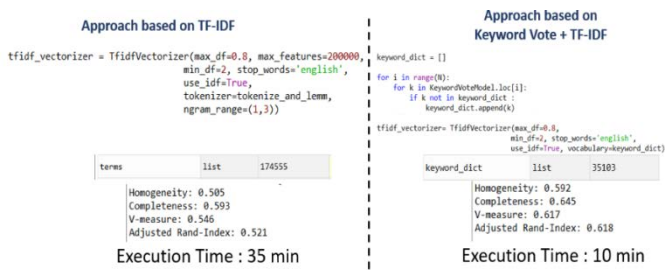 Approach based on TF-IDF
tfidf_vectorizer = TfidfVectorizer(max_df=0.8, max_features=200000,
min_df=2, stop_words='english',
use_idf=True,
tokenizer=tokenize_and_lemm,
ngram_range=(1,3))
terms list 174555
Homogeneity: 0.505
Completeness: 0.593
V-measure: 0.546
Adjusted Rand-Index: 0.521
Execution Time : 35 min
Approach based on
Keyword Vote + TF-IDF
keyword_dict = []
for i in range(N):
for k in KeywordVoteModel.loc[i]:
if k not in keyword_dict :
keyword_dict.append(k)
tfidf_vectorizer= TfidfVectorizer(max_df=0.8,
min_df=2, stop_words='english',
use_idf=True, vocabulary=keyword_dict)
keyword_dict list 35103
Homogeneity: 0.592
Completeness: 0.645
V-measure: 0.617
Adjusted Rand-Index: 0.618
Execution Time : 10 min